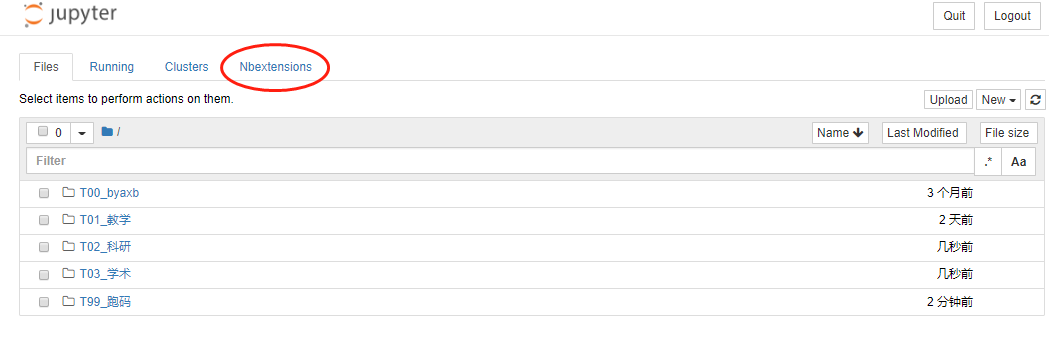 jupyter
Quit Logout
Files Running Clusters Nbextensions
Select items to perform actions on them.
Upload New
0 / Name Last Modified File size
Filter .* Aa
T00_byaxb 3 个月前
T01_教学 2 天前
T02_科研 几秒前
T03_学术 几秒前
T99_跑码 2 分钟前